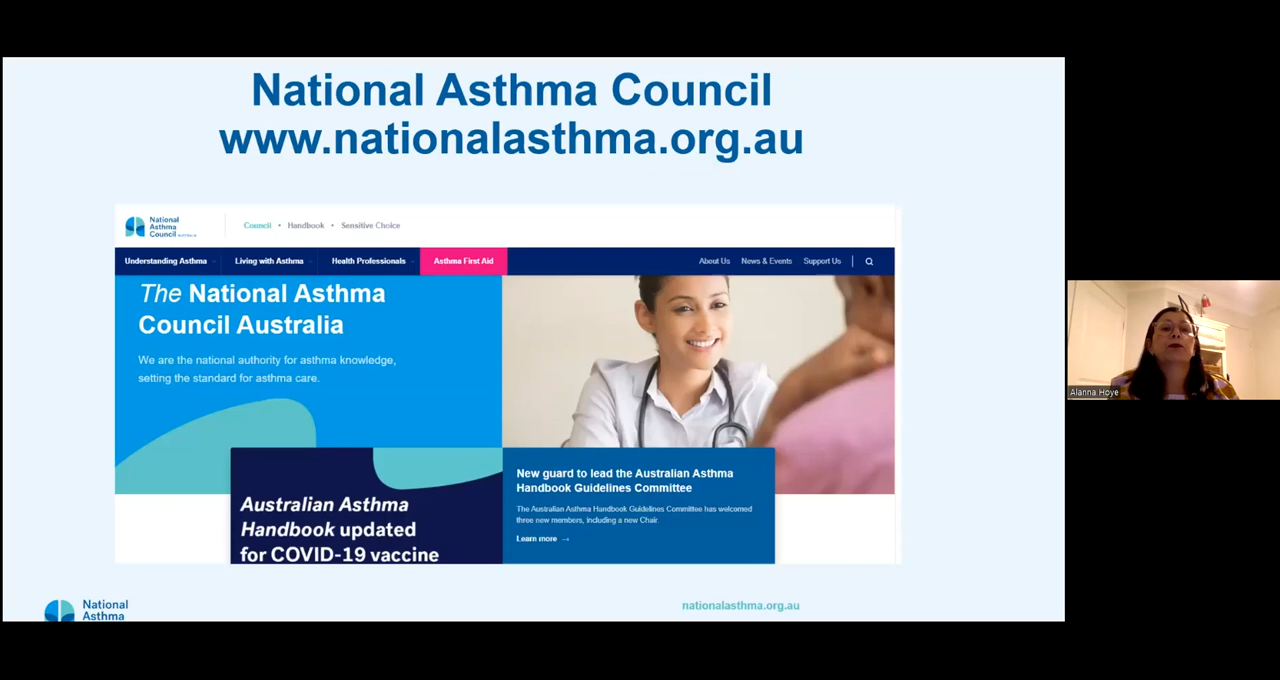 National Asthma Council
www.nationalasthma.org.au
National
Asthma
Council AUSTRALIA
Council • Handbook • Sensitive Choice
Understanding Asthma Living with Asthma Health Professionals Asthma First Aid About Us News & Events Support Us
The National Asthma
Council Australia
We are the national authority for asthma knowledge,
setting the standard for asthma care.
Australian Asthma
Handbook updated
for COVID-19 vaccine
New guard to lead the Australian Asthma
Handbook Guidelines Committee
The Australian Asthma Handbook Guidelines Committee has welcomed
three new members, including a new Chair.
Learn more →
Alanna Hoye
National
Asthma
nationalasthma.org.au